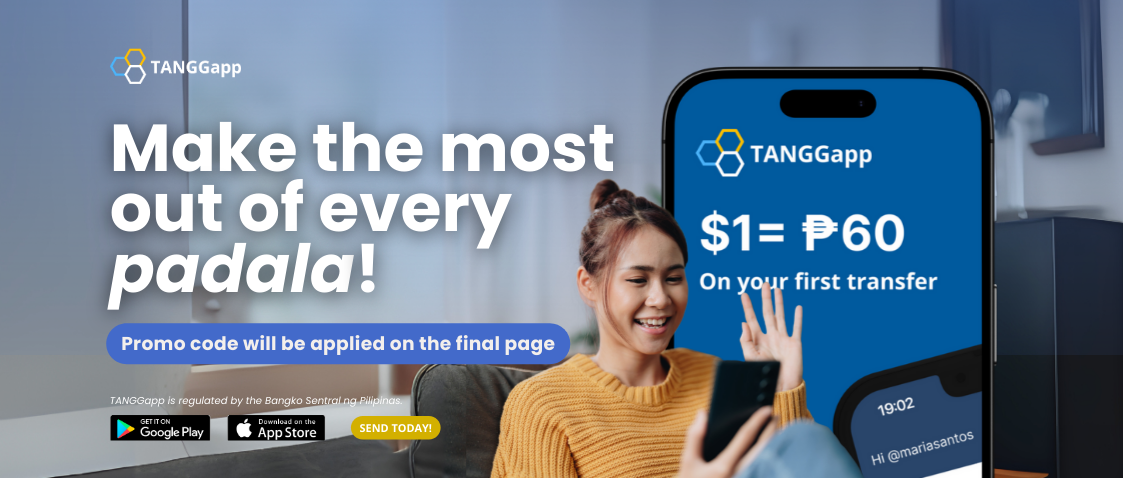 TANGGapp
Make the most
out of every
padala!
Promo code will be applied on the final page
TANGGapp is regulated by the Bangko Sentral ng Pilipinas.
GET IT ON
Google Play
Download on the
App Store
SEND TODAY!
TANGGapp
$1= ₱60
On your first transfer
19:02
Hi @mariasantos